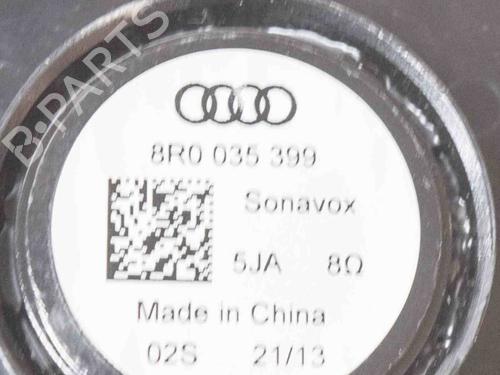 B-PARTS
8R0 035 399
Sonavox
5JA 8Ω
Made in China
02S 21/13